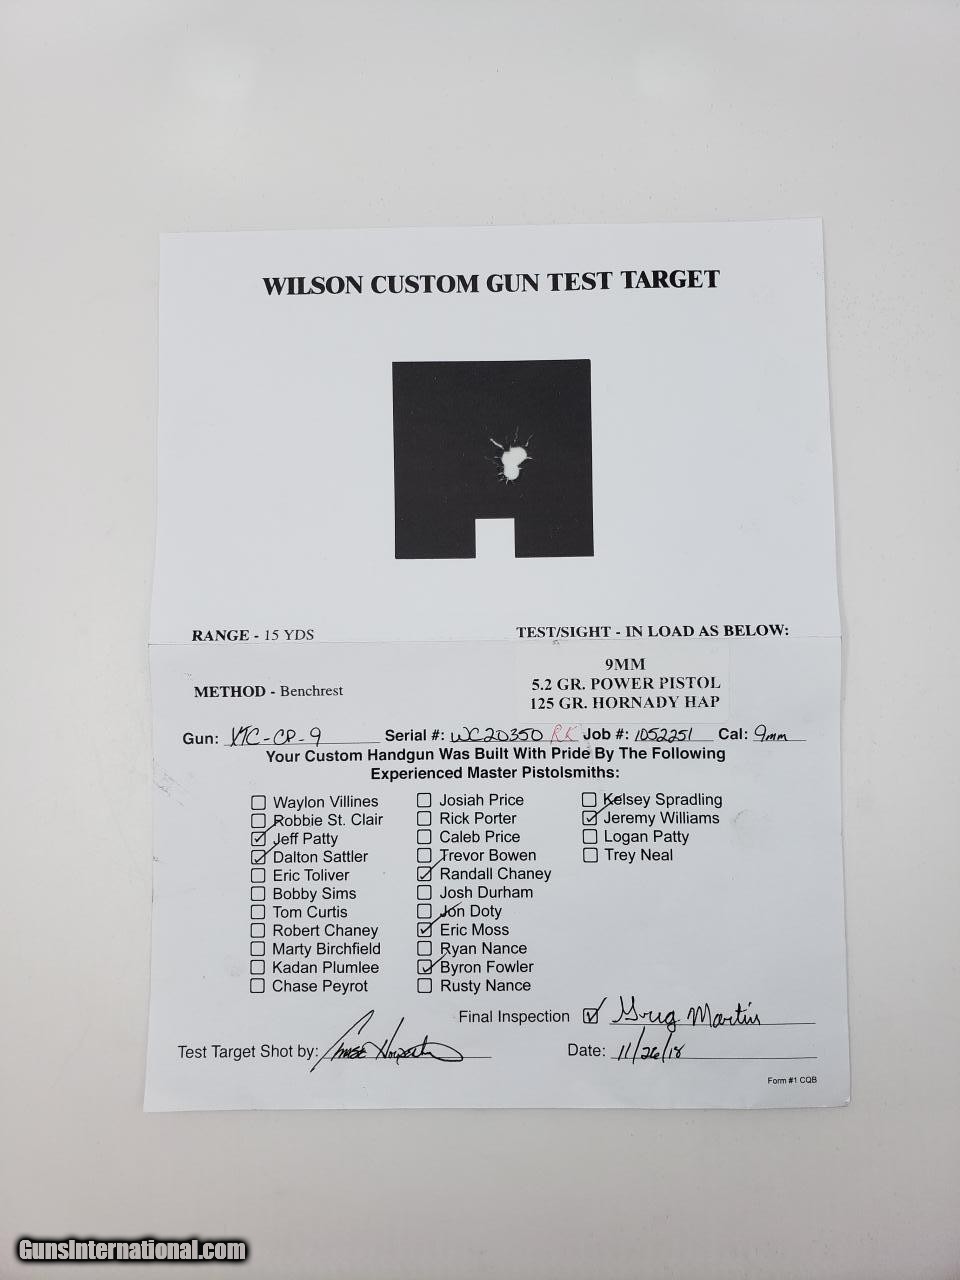 WILSON CUSTOM GUN TEST TARGET
RANGE - 15 YDS
TEST/SIGHT - IN LOAD AS BELOW:
METHOD - Benchrest
9MM
5.2 GR. POWER PISTOL
125 GR. HORNADY HAP
Gun: XTC-CP-9 Serial #: WC20350 RK Job #: 1052251 Cal: 9mm
Your Custom Handgun Was Built With Pride By The Following
Experienced Master Pistolsmiths:
Waylon Villines
Robbie St. Clair
Jeff Patty
Dalton Sattler
Eric Toliver
Bobby Sims
Tom Curtis
Robert Chaney
Marty Birchfield
Kadan Plumlee
Chase Peyrot
Josiah Price
Rick Porter
Caleb Price
Trevor Bowen
Randall Chaney
Josh Durham
Jon Doty
Eric Moss
Ryan Nance
Byron Fowler
Rusty Nance
Kelsey Spradling
Jeremy Williams
Logan Patty
Trey Neal
Final Inspection Greg Martin
Test Target Shot by:
Date: 11/26/18
Form #1 CQB
GunsInternational.com